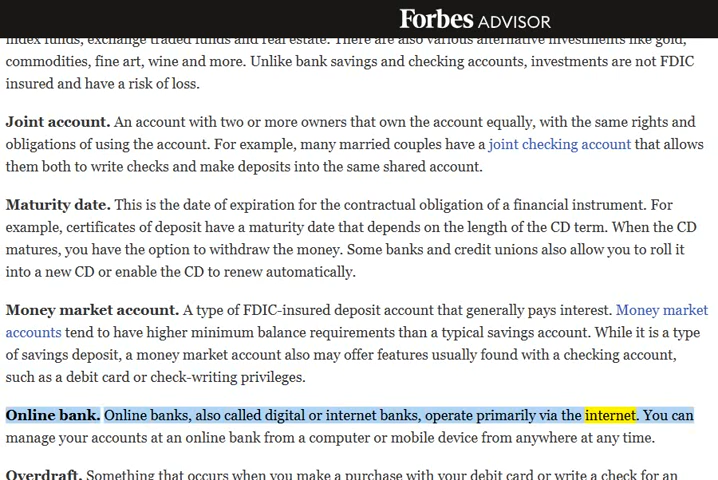 Forbes ADVISOR
index funds, exchange traded funds and real estate. There are also various alternative investments like gold,
commodities, fine art, wine and more. Unlike bank savings and checking accounts, investments are not FDIC
insured and have a risk of loss.
Joint account. An account with two or more owners that own the account equally, with the same rights and
obligations of using the account. For example, many married couples have a joint checking account that allows
them both to write checks and make deposits into the same shared account.
Maturity date. This is the date of expiration for the contractual obligation of a financial instrument. For
example, certificates of deposit have a maturity date that depends on the length of the CD term. When the CD
matures, you have the option to withdraw the money. Some banks and credit unions also allow you to roll it
into a new CD or enable the CD to renew automatically.
Money market account. A type of FDIC-insured deposit account that generally pays interest. Money market
accounts tend to have higher minimum balance requirements than a typical savings account. While it is a type
of savings deposit, a money market account also may offer features usually found with a checking account,
such as a debit card or check-writing privileges.
Online bank. Online banks, also called digital or internet banks, operate primarily via the internet. You can
manage your accounts at an online bank from a computer or mobile device from anywhere at any time.
Overdraft. Something that occurs when you make a purchase with your debit card or write a check for an